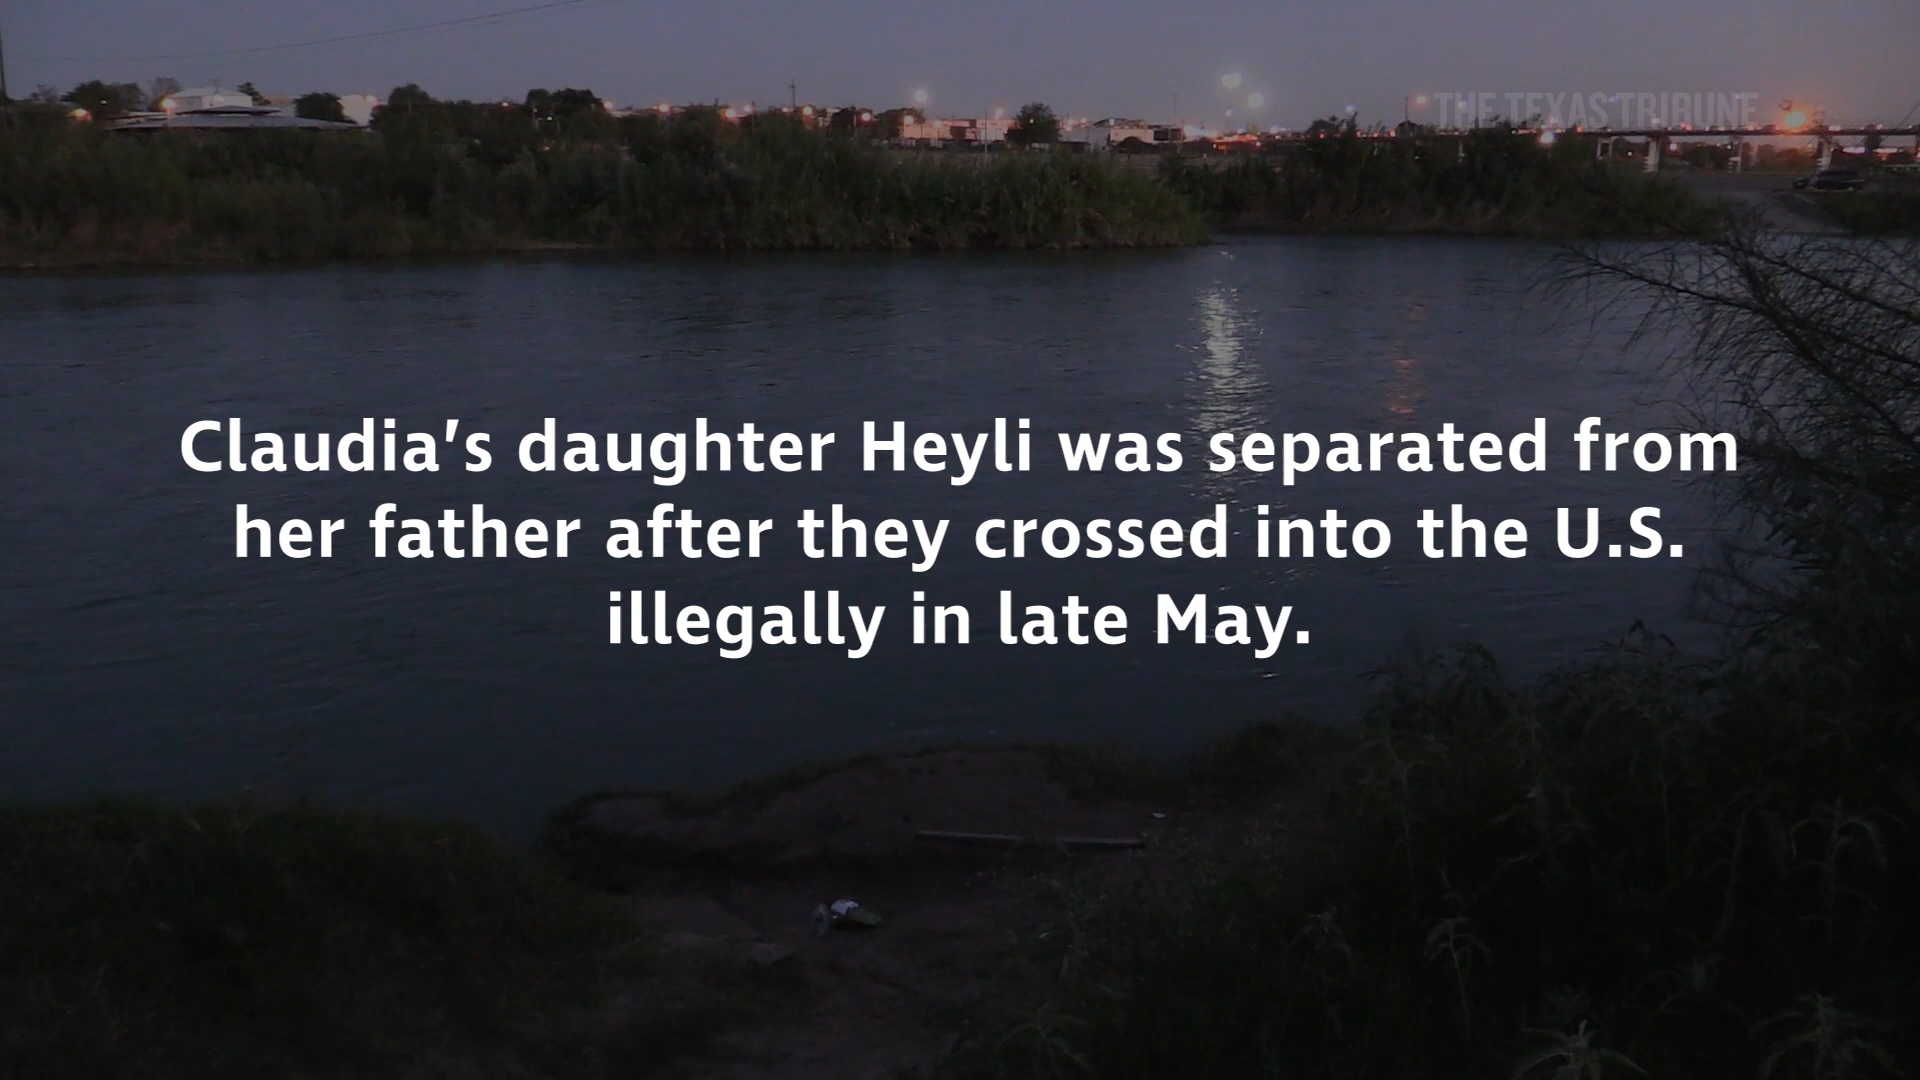 THE TEXAS TRIBUNE
Claudia's daughter Heyli was separated from
her father after they crossed into the U.S.
illegally in late May.